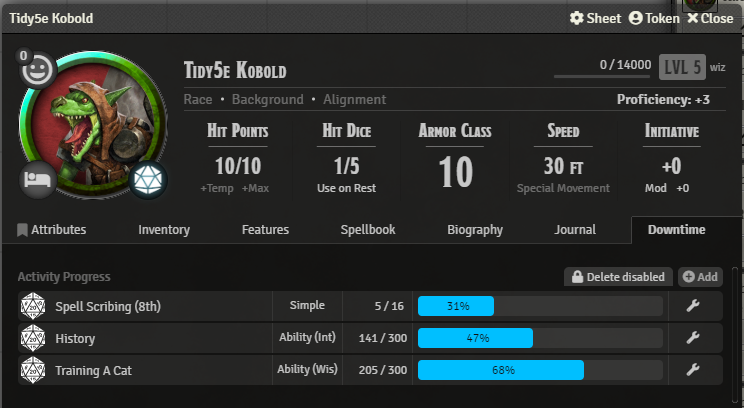 Tidy5e Kobold Sheet Token Close
0
Tidy5e Kobold 0 / 14000 LVL 5 wiz
Race • Background • Alignment Proficiency: +3
Hit Points Hit Dice Armor Class Speed Initiative
10/10 1/5 10 30 FT +0
+Temp +Max Use on Rest Special Movement Mod +0
Attributes Inventory Features Spellbook Biography Journal Downtime
Activity Progress Delete disabled Add
Spell Scribing (8th) Simple 5 / 16 31%
History Ability (Int) 141 / 300 47%
Training A Cat Ability (Wis) 205 / 300 68%